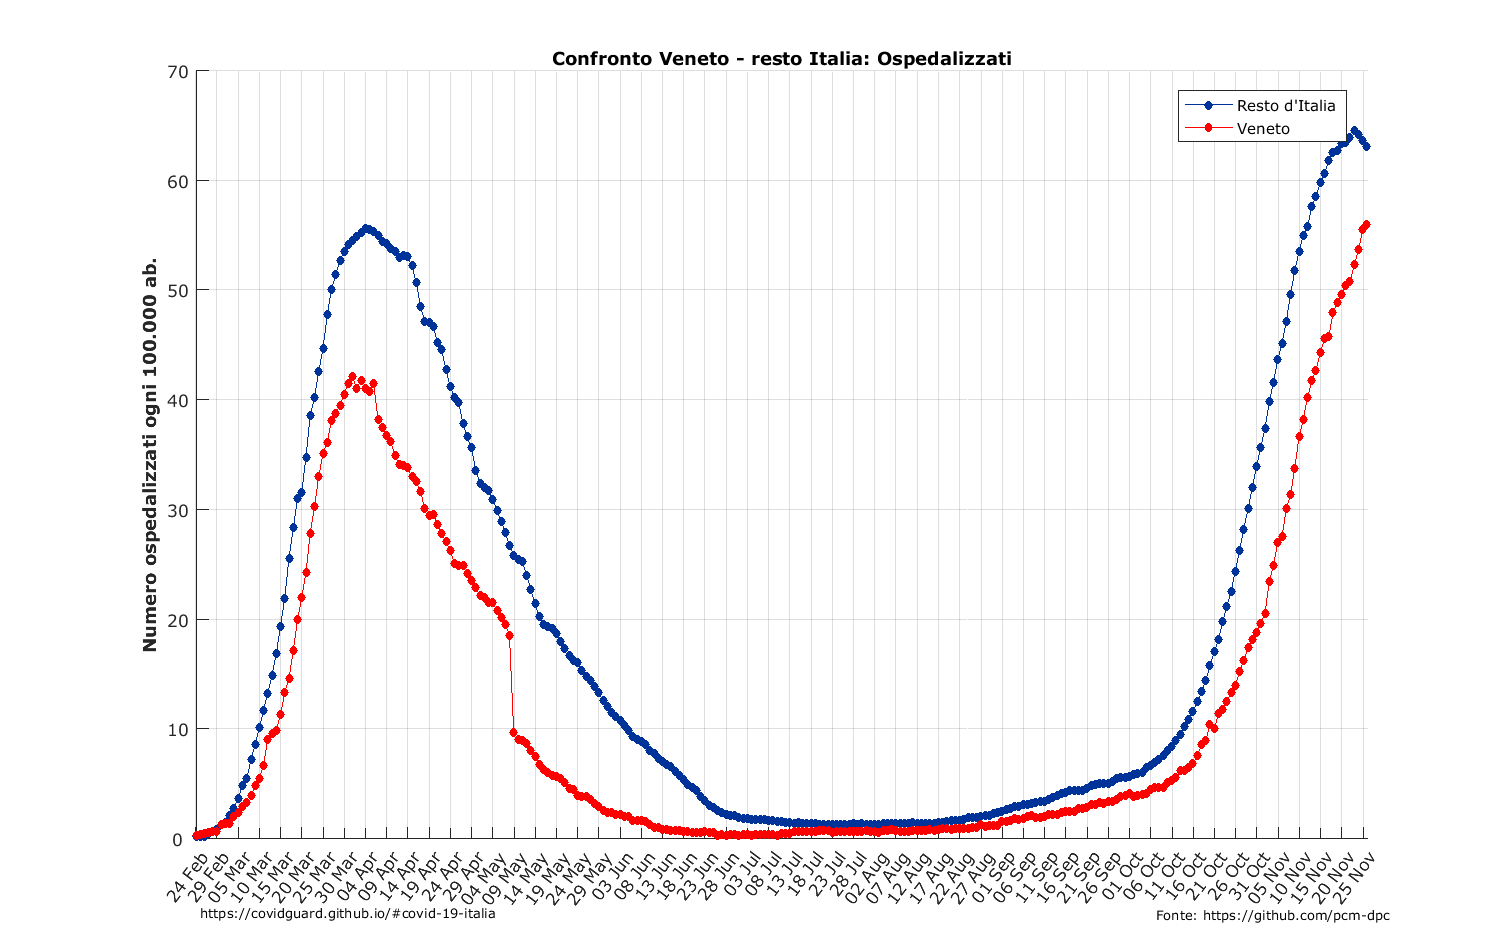 Confronto Veneto - resto Italia: Ospedalizzati
Numero ospedalizzati ogni 100.000 ab.
70
60
50
40
30
20
10
0
Resto d'Italia
Veneto
24 Feb
29 Feb
05 Mar
10 Mar
15 Mar
20 Mar
25 Mar
30 Mar
04 Apr
09 Apr
14 Apr
19 Apr
24 Apr
29 Apr
04 May
09 May
14 May
19 May
24 May
29 May
03 Jun
08 Jun
13 Jun
18 Jun
23 Jun
28 Jun
03 Jul
08 Jul
13 Jul
18 Jul
23 Jul
28 Jul
02 Aug
07 Aug
12 Aug
17 Aug
22 Aug
27 Aug
01 Sep
06 Sep
11 Sep
16 Sep
21 Sep
26 Sep
01 Oct
06 Oct
11 Oct
16 Oct
21 Oct
26 Oct
31 Oct
05 Nov
10 Nov
15 Nov
20 Nov
25 Nov
https://covidguard.github.io/#covid-19-italia
Fonte: https://github.com/pcm-dpc